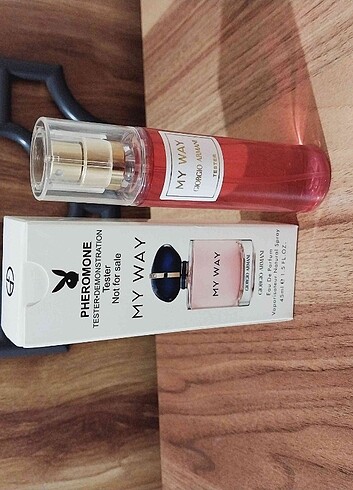 MY WAY
GIORGIO ARMANI
TESTER
PHEROMONE
TESTER•DEMONSTRATION
Tester
Not for sale
MY WAY
MY WAY
GIORGIO ARMANI
GIORGIO ARMANI
Eau De Parfum
Vaporisateur Natural Spray
45ml e 1.5 FL.OZ.